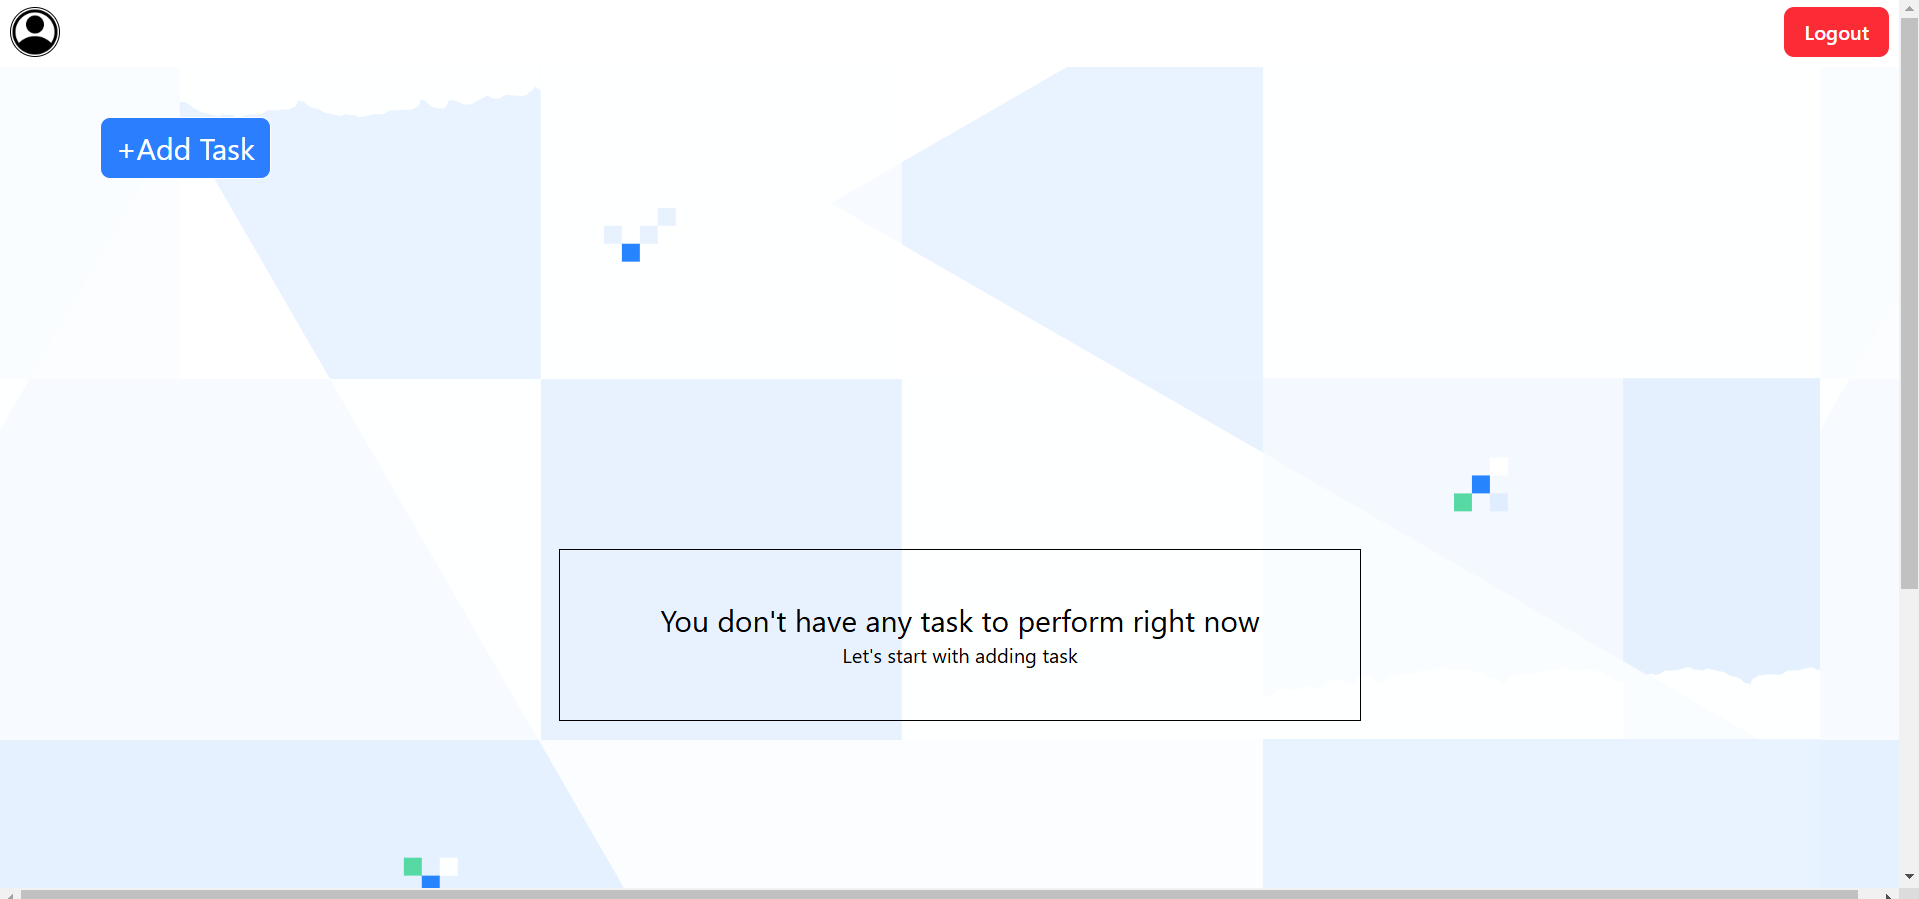 Logout
+Add Task
You don't have any task to perform right now
Let's start with adding task